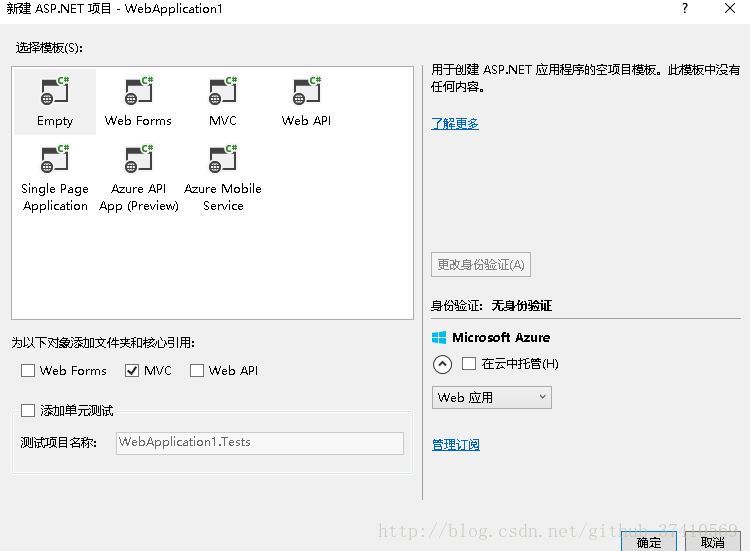 新建 ASP.NET 项目 - WebApplication1
? ×
选择模板(S):
C# C# C# C#
Empty Web Forms MVC Web API
C# C# C#
Single Page Azure API Azure Mobile
Application App (Preview) Service
用于创建 ASP.NET 应用程序的空项目模板。此模板中没有
任何内容。
了解更多
更改身份验证(A)
身份验证: 无身份验证
为以下对象添加文件夹和核心引用:
Web Forms MVC Web API
添加单元测试
测试项目名称: WebApplication1.Tests
Microsoft Azure
在云中托管(H)
Web 应用
管理订阅
http://blog.csdn.net/github_37410569
确定 取消